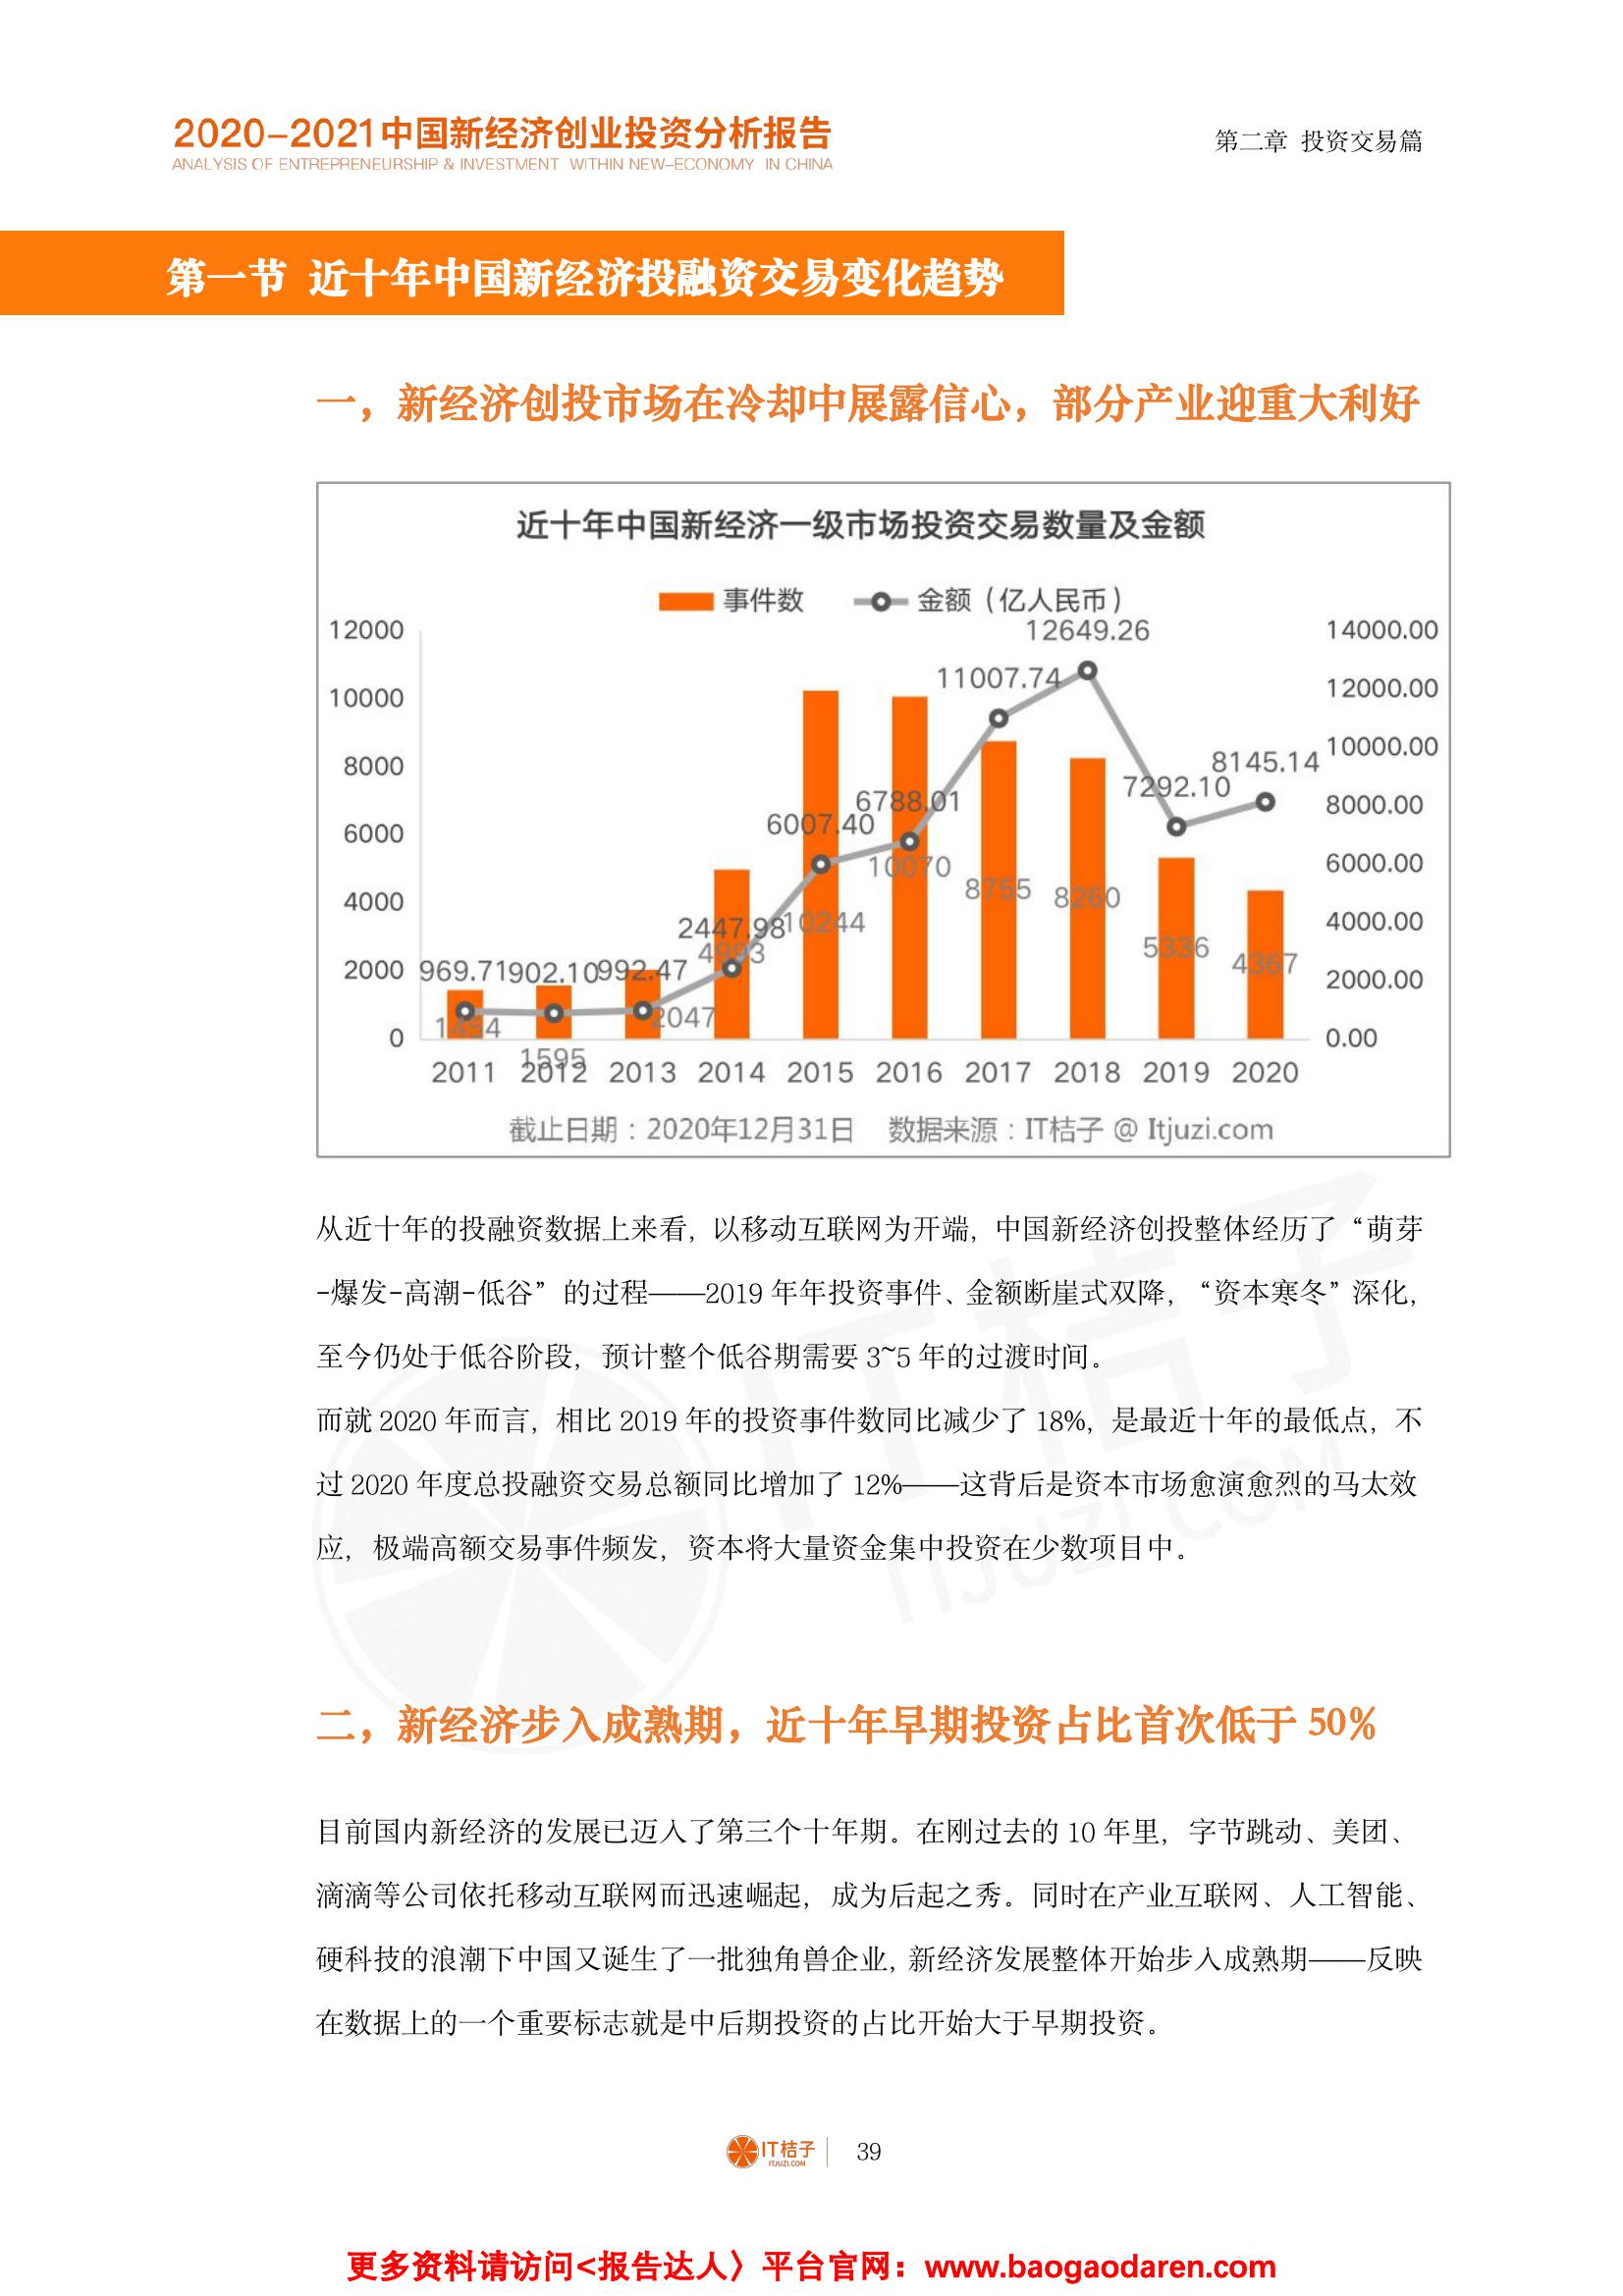 2020-2021中国新经济创业投资分析报告
ANALYSIS OF ENTREPRENEURSHIP & INVESTMENT WITHIN NEW-ECONOMY IN CHINA
第二章 投资交易篇
第一节 近十年中国新经济投融资交易变化趋势
一，新经济创投市场在冷却中展露信心，部分产业迎重大利好
近十年中国新经济一级市场投资交易数量及金额
事件数 金额（亿人民币）
12000
10000
8000
6000
4000
2000
0
14000.00
12000.00
10000.00
8000.00
6000.00
4000.00
2000.00
0.00
969.71 902.10 992.47 2447.98 6007.40 6788.01 11007.74 12649.26 7292.10 8145.14
1454 1595 2047 4993 10244 10070 8755 8260 5336 4367
2011 2012 2013 2014 2015 2016 2017 2018 2019 2020
截止日期：2020年12月31日 数据来源：IT桔子 @ Itjuzi.com
从近十年的投融资数据上来看，以移动互联网为开端，中国新经济创投整体经历了“萌芽
-爆发-高潮-低谷”的过程——2019 年年投资事件、金额断崖式双降，“资本寒冬”深化，
至今仍处于低谷阶段，预计整个低谷期需要 3~5 年的过渡时间。
而就 2020 年而言，相比 2019 年的投资事件数同比减少了 18%，是最近十年的最低点，不
过 2020 年度总投融资交易总额同比增加了 12%——这背后是资本市场愈演愈烈的马太效
应，极端高额交易事件频发，资本将大量资金集中投资在少数项目中。
IT桔子
ITJUZI.COM
二，新经济步入成熟期，近十年早期投资占比首次低于 50%
目前国内新经济的发展已迈入了第三个十年期。在刚过去的 10 年里，字节跳动、美团、
滴滴等公司依托移动互联网而迅速崛起，成为后起之秀。同时在产业互联网、人工智能、
硬科技的浪潮下中国又诞生了一批独角兽企业，新经济发展整体开始步入成熟期——反映
在数据上的一个重要标志就是中后期投资的占比开始大于早期投资。
IT桔子
ITJUZI.COM
39
更多资料请访问<报告达人〉平台官网：www.baogaodaren.com